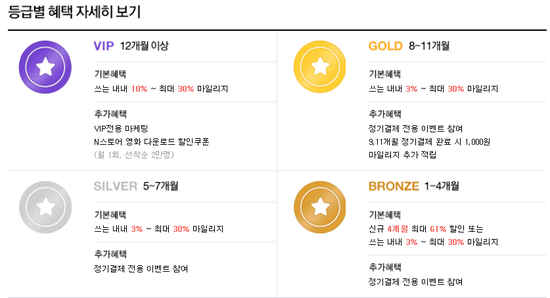 등급별 혜택 자세히 보기
VIP 12개월 이상
기본혜택
쓰는 내내 10% ~ 최대 30% 마일리지
추가혜택
VIP전용 마케팅
N스토어 영화 다운로드 할인쿠폰
(월 1회, 선착순 2만명)
GOLD 8~11개월
기본혜택
쓰는 내내 3% ~ 최대 30% 마일리지
추가혜택
정기결제 전용 이벤트 참여
9,11개월 정기결제 완료 시 1,000원
마일리지 추가 적립
SILVER 5~7개월
기본혜택
쓰는 내내 3% ~ 최대 30% 마일리지
추가혜택
정기결제 전용 이벤트 참여
BRONZE 1~4개월
기본혜택
신규 4개월 최대 61% 할인 또는
쓰는 내내 3% ~ 최대 30% 마일리지
추가혜택
정기결제 전용 이벤트 참여